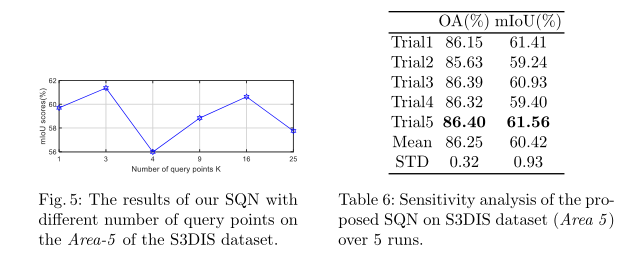 62
60
58
56
mIoU scores(%)
1 3 4 9 16 25
Number of query points K
Fig. 5: The results of our SQN with
different number of query points on
the Area-5 of the S3DIS dataset.
OA(%) mIoU(%)
Trial1 86.15 61.41
Trial2 85.63 59.24
Trial3 86.39 60.93
Trial4 86.32 59.40
Trial5 86.40 61.56
Mean 86.25 60.42
STD 0.32 0.93
Table 6: Sensitivity analysis of the pro-
posed SQN on S3DIS dataset (Area 5)
over 5 runs.